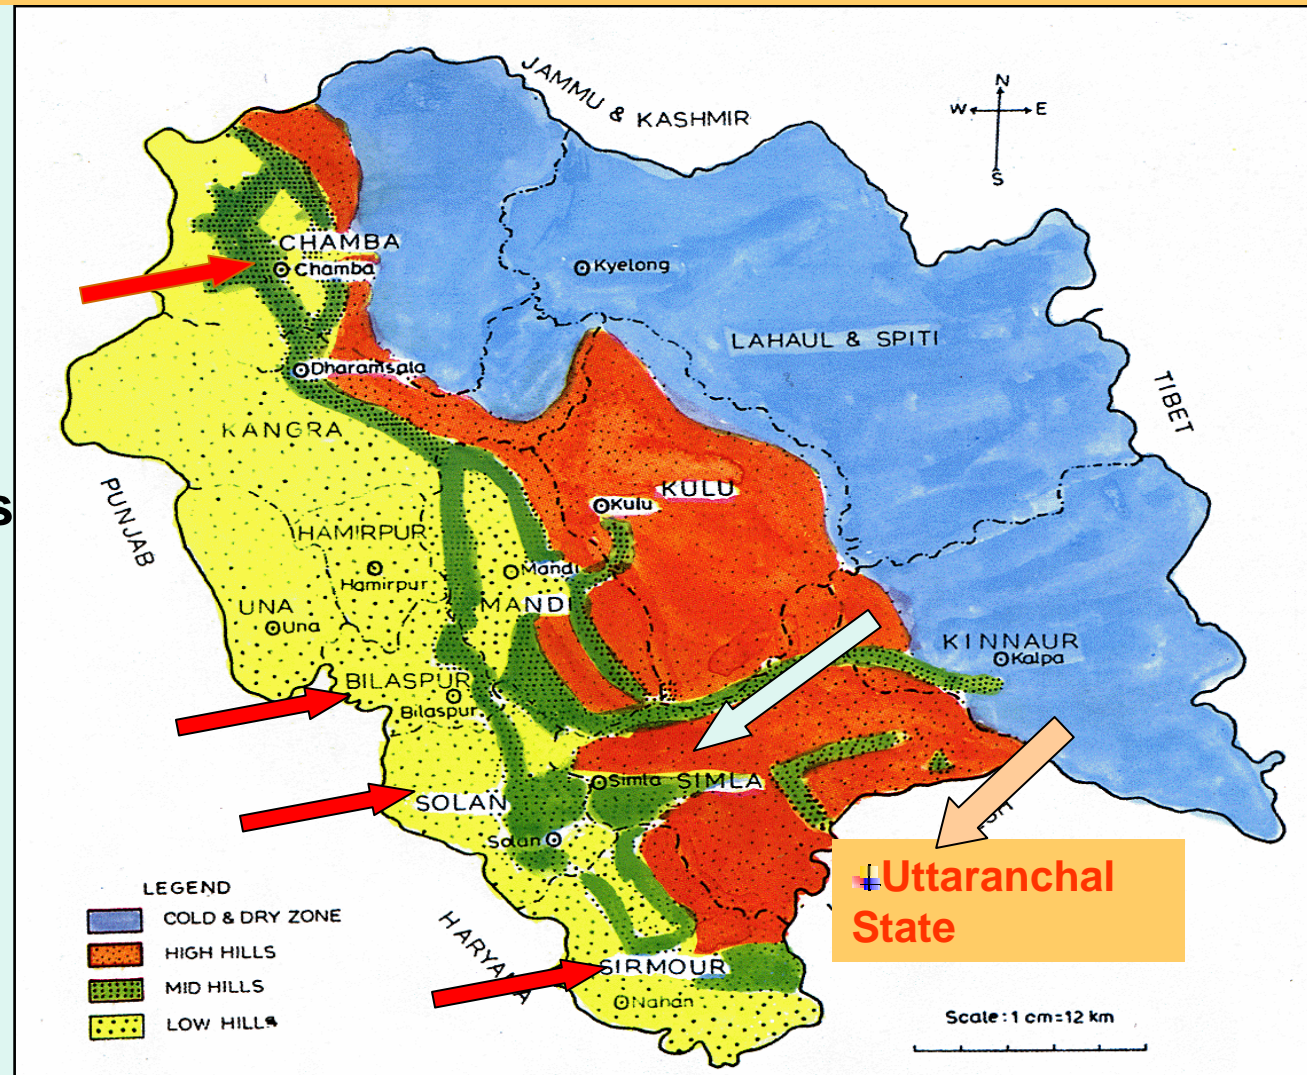 JAMMU & KASHMIR
N
W E
S
CHAMBA
Chamba
Kyelong
LAHAUL & SPITI
Dharamsala
TIBET
KANGRA
PUNJAB
s
KULU
Kulu
HAMIRPUR
Hamirpur
Mandi
MANDI
UNA
Una
KINNAUR
Kalpa
BILASPUR
Bilaspur
Simla SIMLA
SOLAN
Solan
Uttaranchal
State
LEGEND
COLD & DRY ZONE
HIGH HILLS
MID HILLS
LOW HILLS
HARYANA
SIRMOUR
Nahan
Scale : 1 cm=12 km